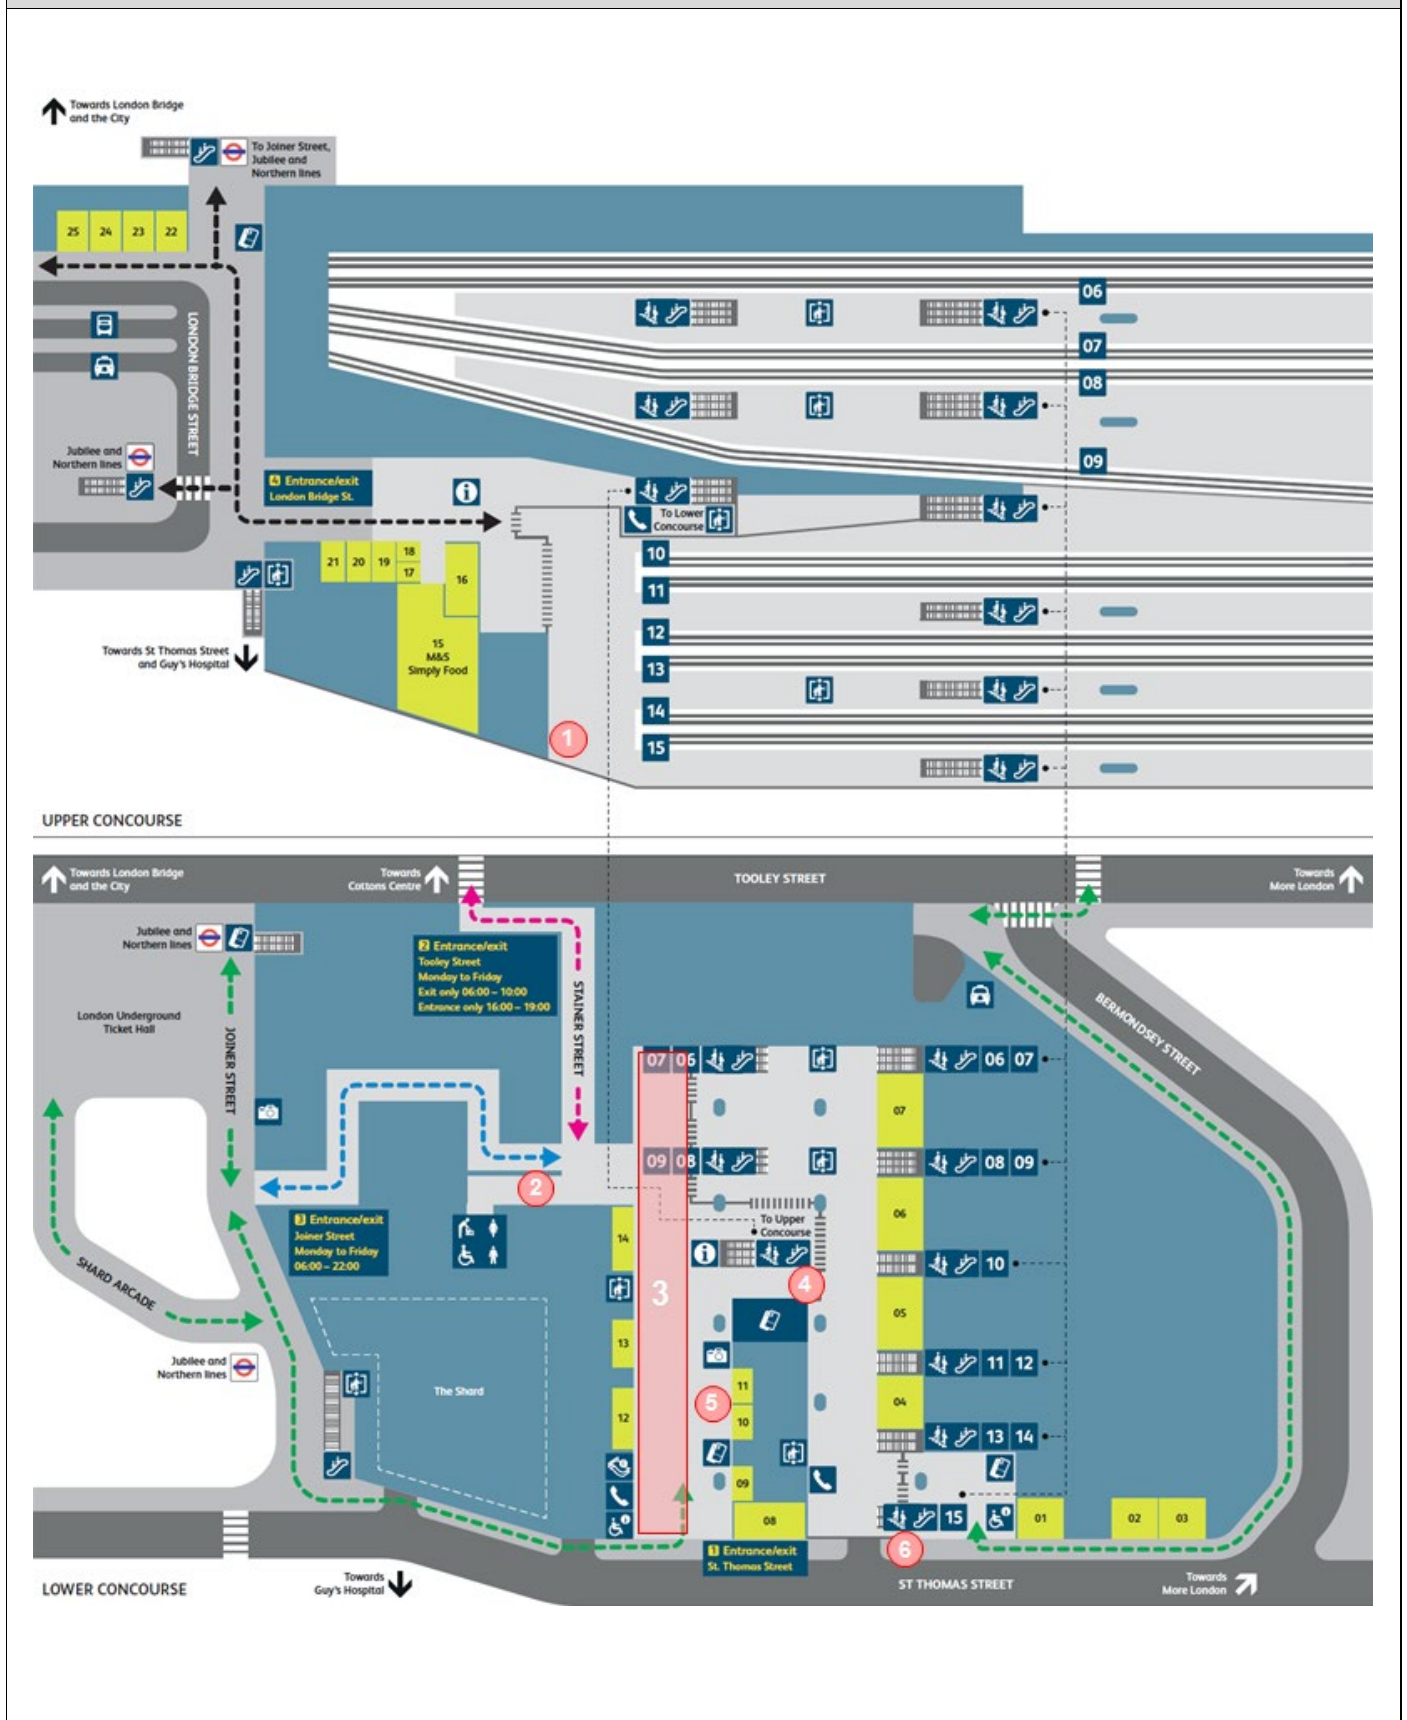 Towards London Bridge
and the City
To Joiner Street,
Jubilee and
Northern lines
25 24 23 22
LONDON BRIDGE STREET
Jubilee and
Northern lines
4 Entrance/exit
London Bridge St.
06
07
08
09
To Lower
Concourse
10
11
12
13
14
15
21 20 19 18
17
16
15
M&S
Simply Food
Towards St Thomas Street
and Guy's Hospital
1
UPPER CONCOURSE
Towards London Bridge
and the City
Towards
Cottons Centre
TOOLEY STREET
Towards
More London
Jubilee and
Northern lines
London Underground
Ticket Hall
JOINER STREET
2 Entrance/exit
Tooley Street
Monday to Friday
Exit only 06:00 – 10:00
Entrance only 16:00 – 19:00
STAINER STREET
BERMONDSEY STREET
07 06
06 07
07
09 08
08 09
2
3 Entrance/exit
Joiner Street
Monday to Friday
06:00 – 22:00
14
06
To Upper
Concourse
10
3
4
SHARD ARCADE
05
13
11 12
Jubilee and
Northern lines
The Shard
11
5
10
12
04
13 14
09
08
15
01
02 03
6
1 Entrance/exit
St. Thomas Street
ST THOMAS STREET
LOWER CONCOURSE
Towards
Guy's Hospital
Towards
More London